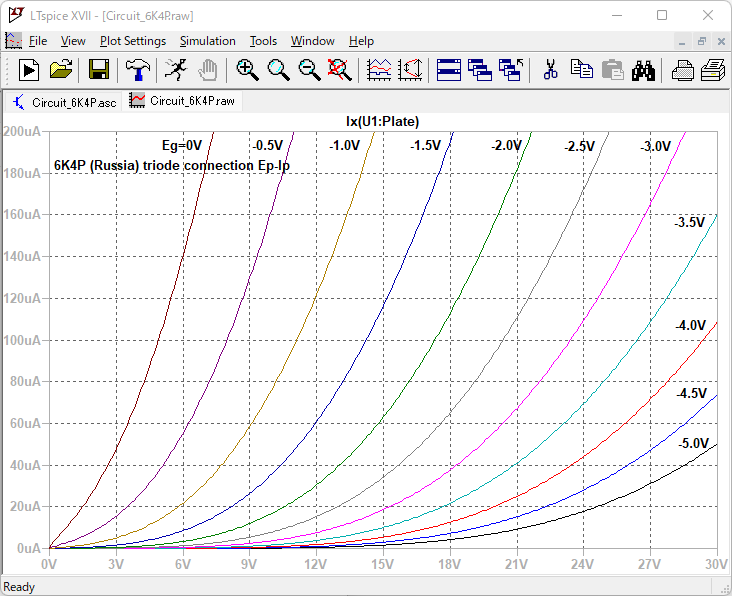 LTspice XVII - [Circuit_6K4P.raw]
File View Plot Settings Simulation Tools Window Help
Circuit_6K4P.asc Circuit_6K4P.raw
Ix(U1:Plate)
200uA
Eg=0V -0.5V -1.0V -1.5V -2.0V -2.5V -3.0V
6K4P (Russia) triode connection Ep-Ip
180uA
160uA
-3.5V
140uA
120uA
-4.0V
100uA
80uA
-4.5V
60uA
-5.0V
40uA
20uA
0uA
0V 3V 6V 9V 12V 15V 18V 21V 24V 27V 30V
Ready